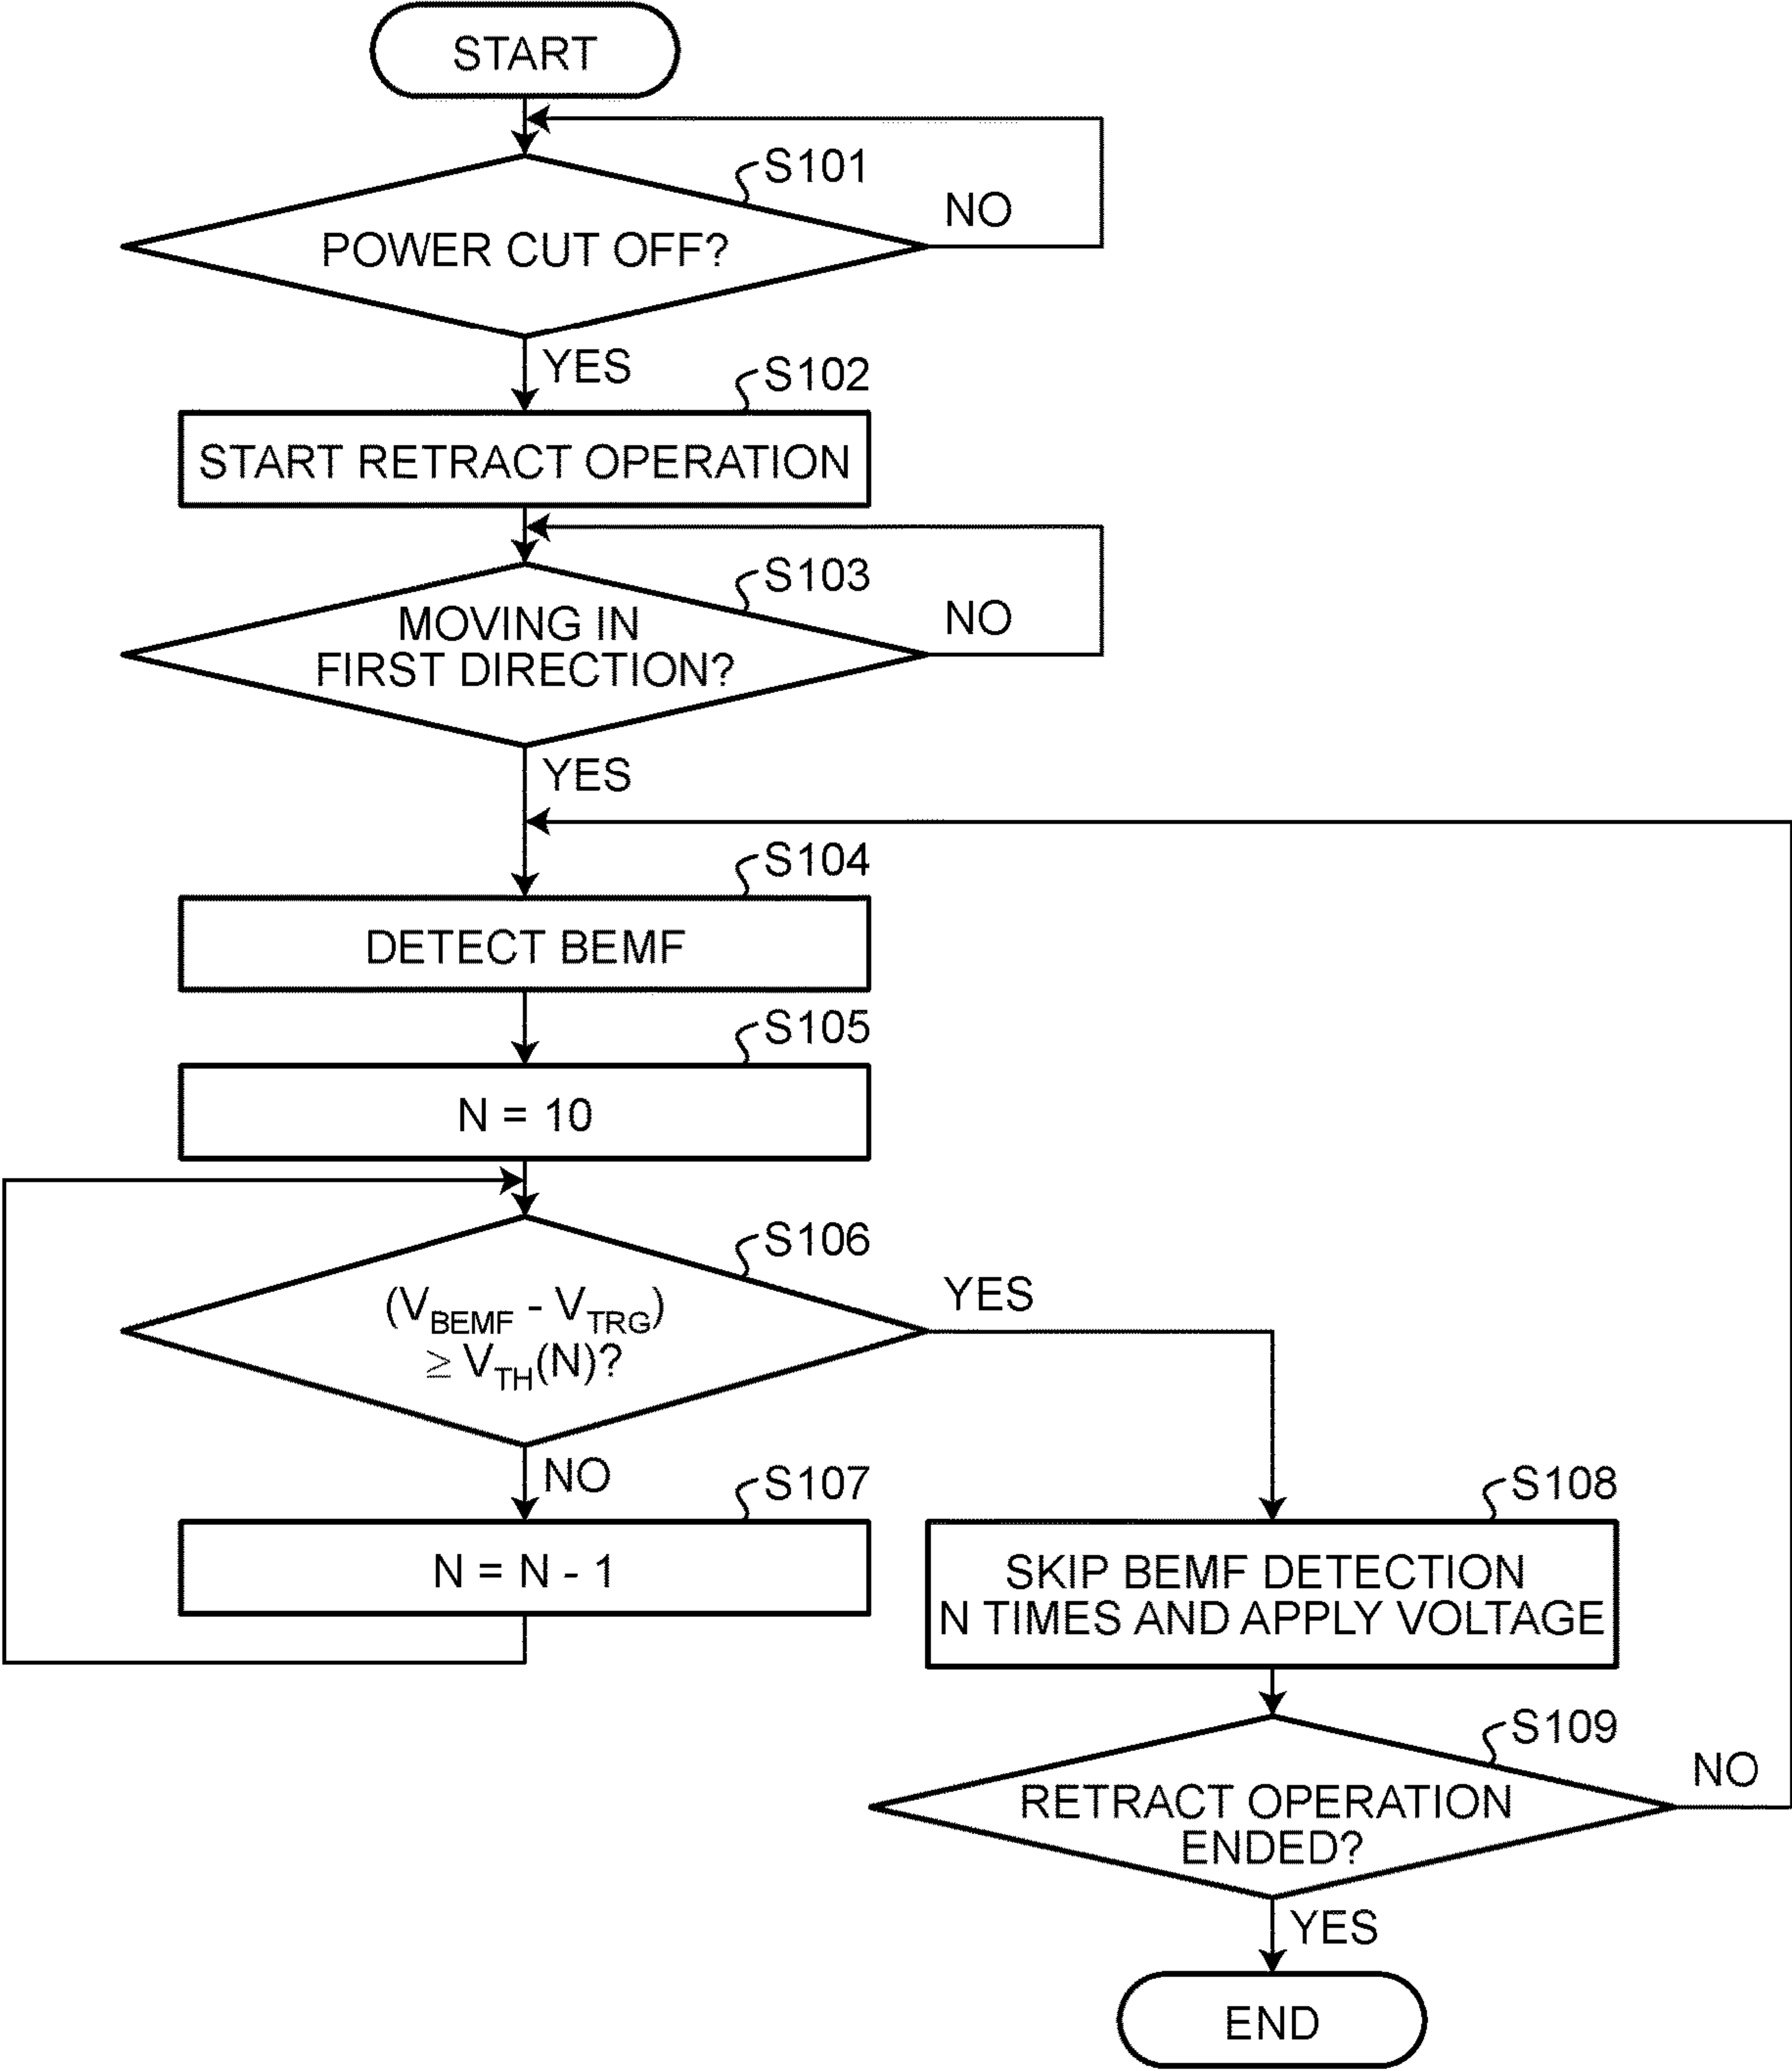 START
S101
NO
POWER CUT OFF?
YES
S102
START RETRACT OPERATION
S103
NO
MOVING IN
FIRST DIRECTION?
YES
S104
DETECT BEMF
S105
N = 10
S106
YES
(VBEMF - VTRG)
≥ VTH(N)?
NO
S107
N = N - 1
S108
SKIP BEMF DETECTION
N TIMES AND APPLY VOLTAGE
S109
NO
RETRACT OPERATION
ENDED?
YES
END